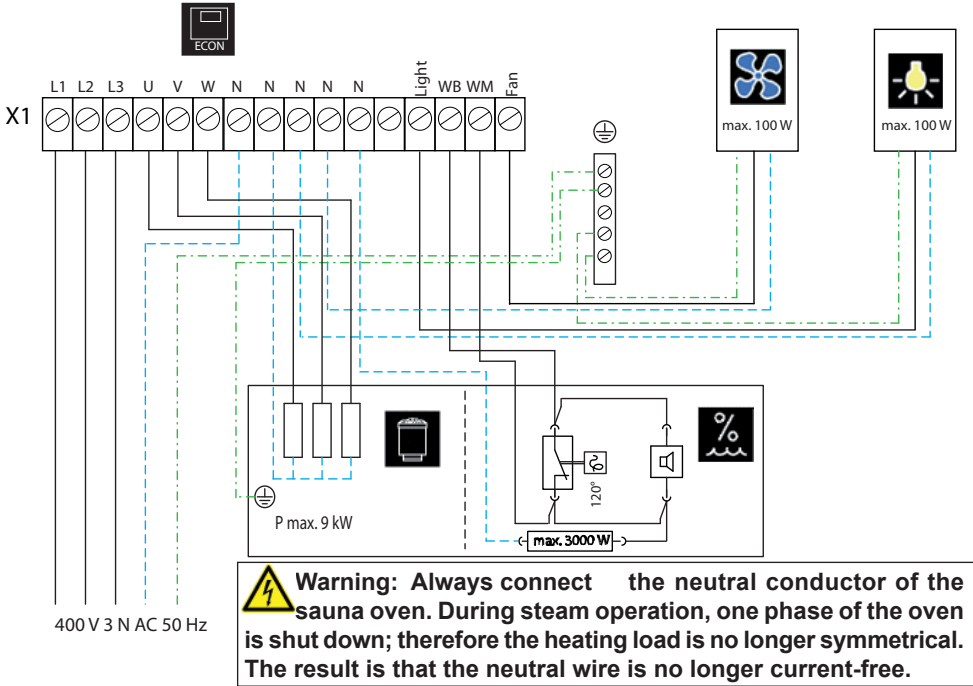 ECON
X1 L1 L2 L3 U V W N N N N N Light WB WM Fan
max. 100 W
max. 100 W
%
120°
P max. 9 kW
max. 3000 W
400 V 3 N AC 50 Hz
Warning: Always connect the neutral conductor of the
sauna oven. During steam operation, one phase of the oven
is shut down; therefore the heating load is no longer symmetrical.
The result is that the neutral wire is no longer current-free.